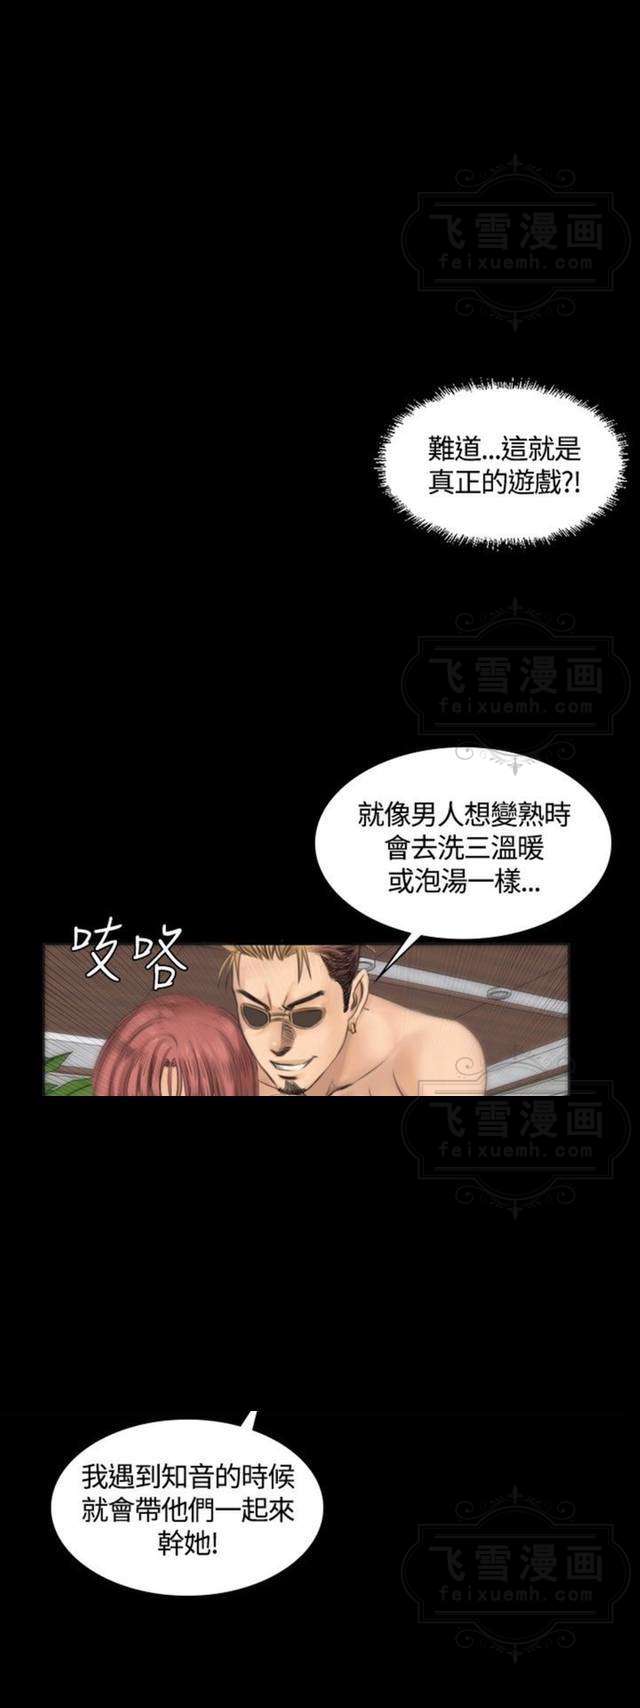 飞雪漫画
feixuemh.com
難道...這就是
真正的遊戲?!
飞雪漫画
feixuemh.com
就像男人想變熟時
會去洗三溫暖
或泡湯一樣...
吱咯
飞雪漫画
feixuemh.com
我遇到知音的時候
就會帶他們一起來
幹她!
飞雪漫画
feixuemh.com